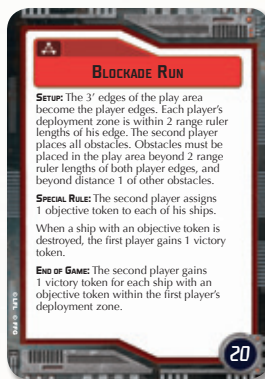 BLOCKADE RUN
SETUP: The 3' edges of the play area
become the player edges. Each player's
deployment zone is within 2 range ruler
lengths of his edge. The second player
places all obstacles. Obstacles must be
placed in the play area beyond 2 range
ruler lengths of both player edges, and
beyond distance 1 of other obstacles.
SPECIAL RULE: The second player assigns
1 objective token to each of his ships.
When a ship with an objective token is
destroyed, the first player gains 1 victory
token.
END OF GAME: The second player gains
1 victory token for each ship with an
objective token within the first player's
deployment zone.
© LFL © FFG
20